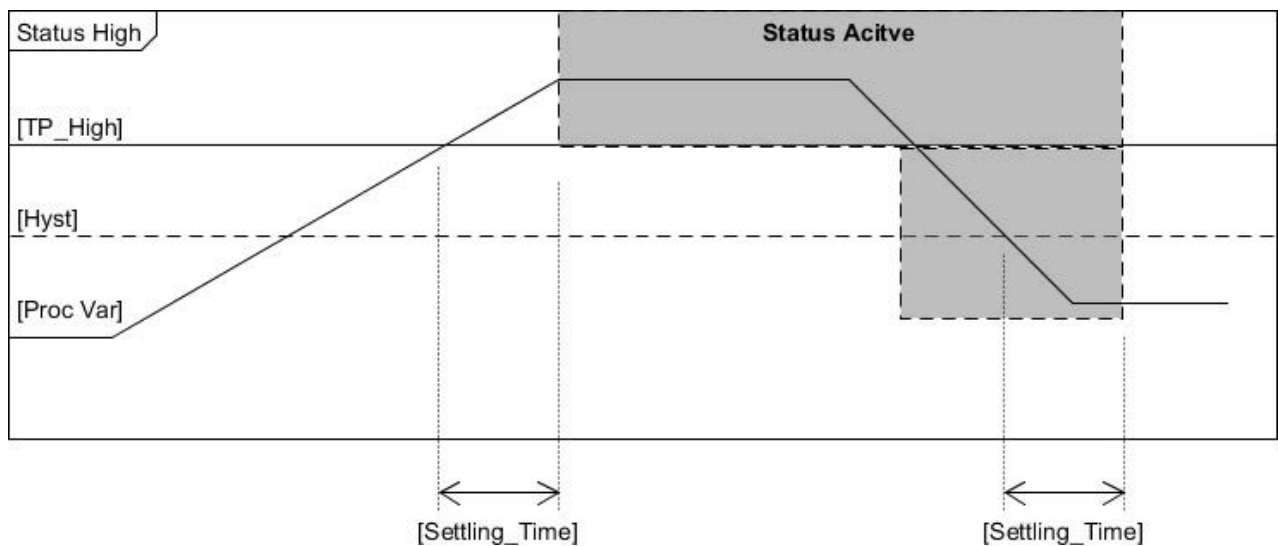 Status High
Status Acitve
[TP_High]
[Hyst]
[Proc Var]
[Settling_Time]
[Settling_Time]